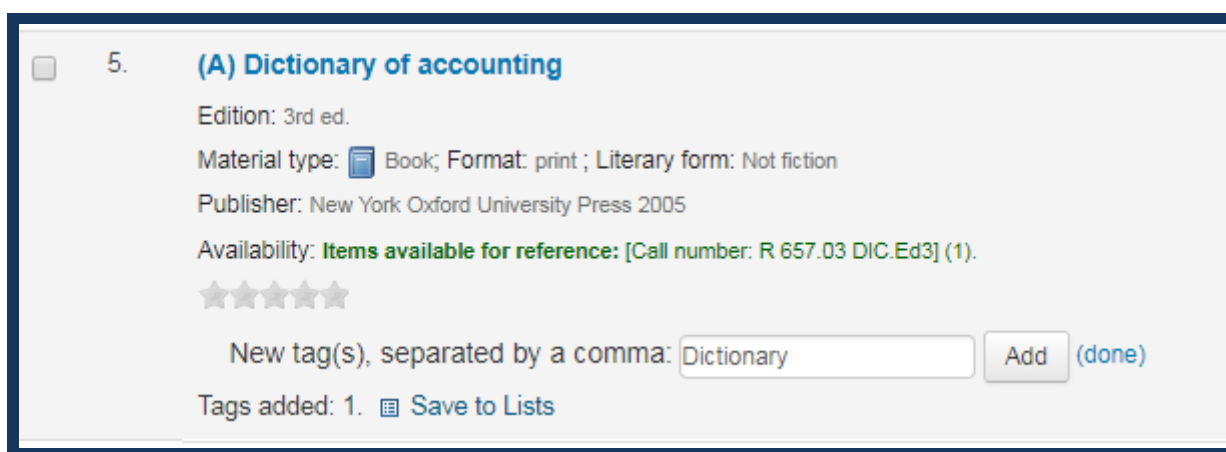 5. (A) Dictionary of accounting
Edition: 3rd ed.
Material type: Book; Format: print ; Literary form: Not fiction
Publisher: New York Oxford University Press 2005
Availability: Items available for reference: [Call number: R 657.03 DIC.Ed3] (1).
New tag(s), separated by a comma: Dictionary Add (done)
Tags added: 1. Save to Lists